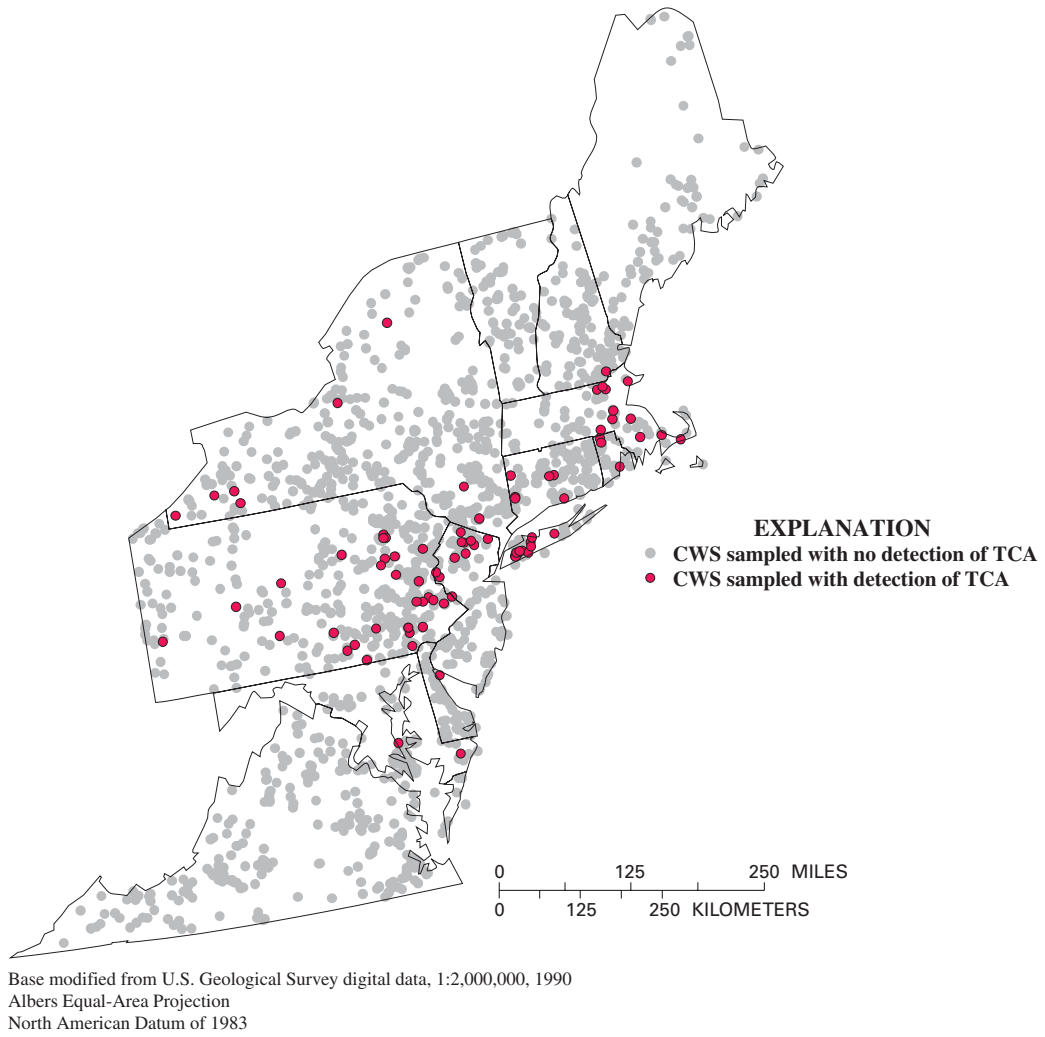 EXPLANATION
CWS sampled with no detection of TCA
CWS sampled with detection of TCA
0 125 250 MILES
0 125 250 KILOMETERS
Base modified from U.S. Geological Survey digital data, 1:2,000,000, 1990
Albers Equal-Area Projection
North American Datum of 1983